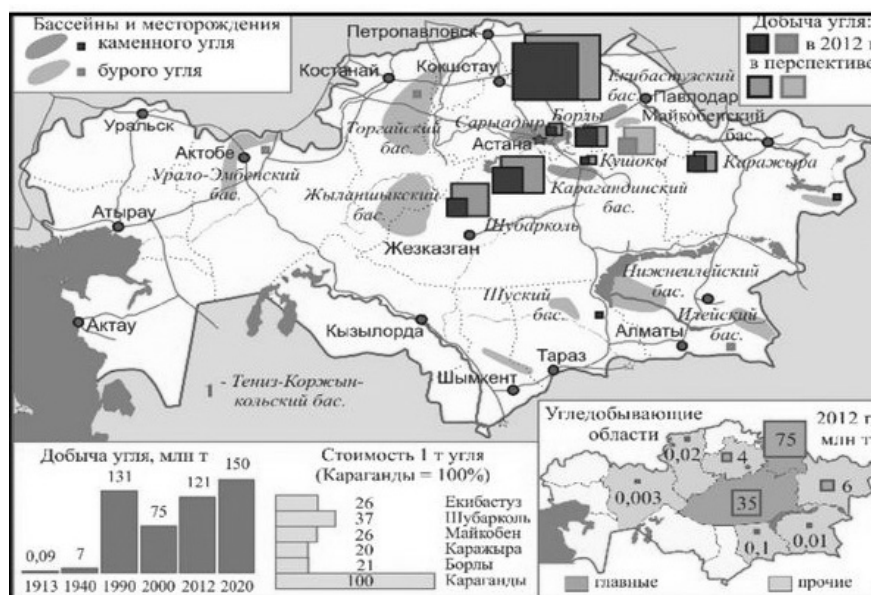 Бассейны и месторождения
каменного угля
бурого угля
Добыча угля:
в 2012 г
в перспективе
Петропавловск
Костанай
Кокшстау
Екибастузский
бас.
Павлодар
Майкобенский
бас.
Уральск
Актобе
Торгайский
бас.
Сарыадыр
Борлы
Астана
Кушокы
Каражыра
Урало-Эмбенский
бас.
Карагандинский
бас.
Жыланшыкский
бас.
Атырау
Шубарколь
Жезказган
Нижнеилейский
бас.
Шуский
бас.
Илейский
бас.
Актау
Кызылорда
Алматы
Тараз
Шымкент
1 - Тениз-Коржын-
кольский бас.
Добыча угля, млн т
0,09
7
131
75
121
150
1913 1940 1990 2000 2012 2020
Стоимость 1 т угля
(Караганды = 100%)
26 Екибастуз
37 Шубарколь
26 Майкобен
20 Каражыра
21 Борлы
100 Караганды
Угледобывающие
области
2012 г
млн т
75
0,02
4
6
0,003
35
0,1
0,01
главные
прочие